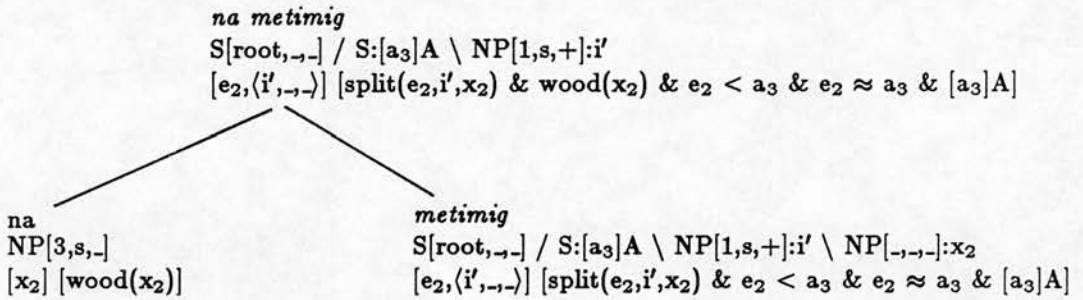 na metimig
S[root,_,_] / S:[a₃]A \ NP[1,s,+]:i′
[e₂,⟨i′,_,_⟩] [split(e₂,i′,x₂) & wood(x₂) & e₂ < a₃ & e₂ ≈ a₃ & [a₃]A]
na
NP[3,s,_]
[x₂] [wood(x₂)]
metimig
S[root,_,_] / S:[a₃]A \ NP[1,s,+]:i′ \ NP[_,_,_]:x₂
[e₂,⟨i′,_,_⟩] [split(e₂,i′,x₂) & e₂ < a₃ & e₂ ≈ a₃ & [a₃]A]